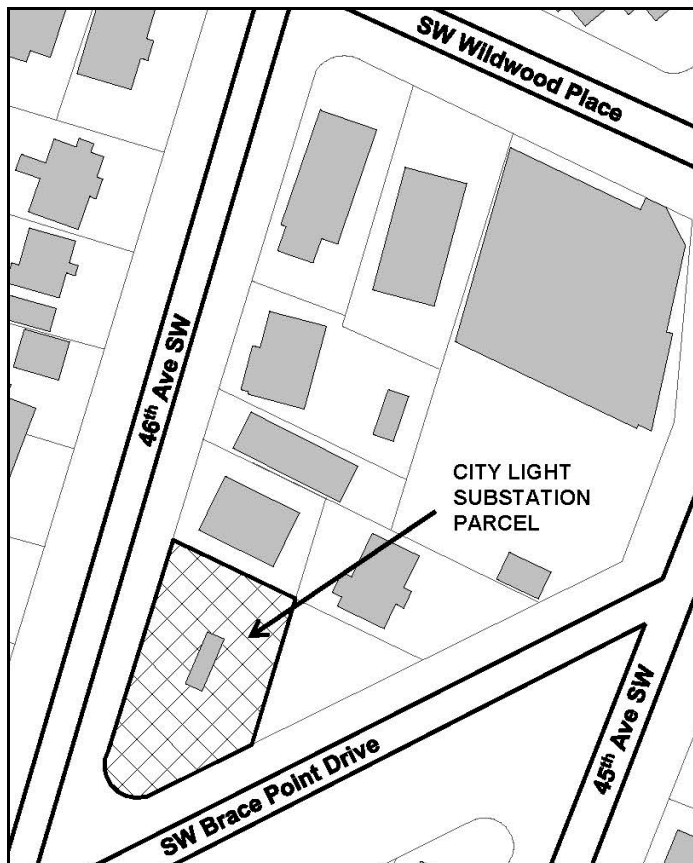 SW Wildwood Place
46th Ave SW
CITY LIGHT
SUBSTATION
PARCEL
SW Brace Point Drive
45th Ave SW